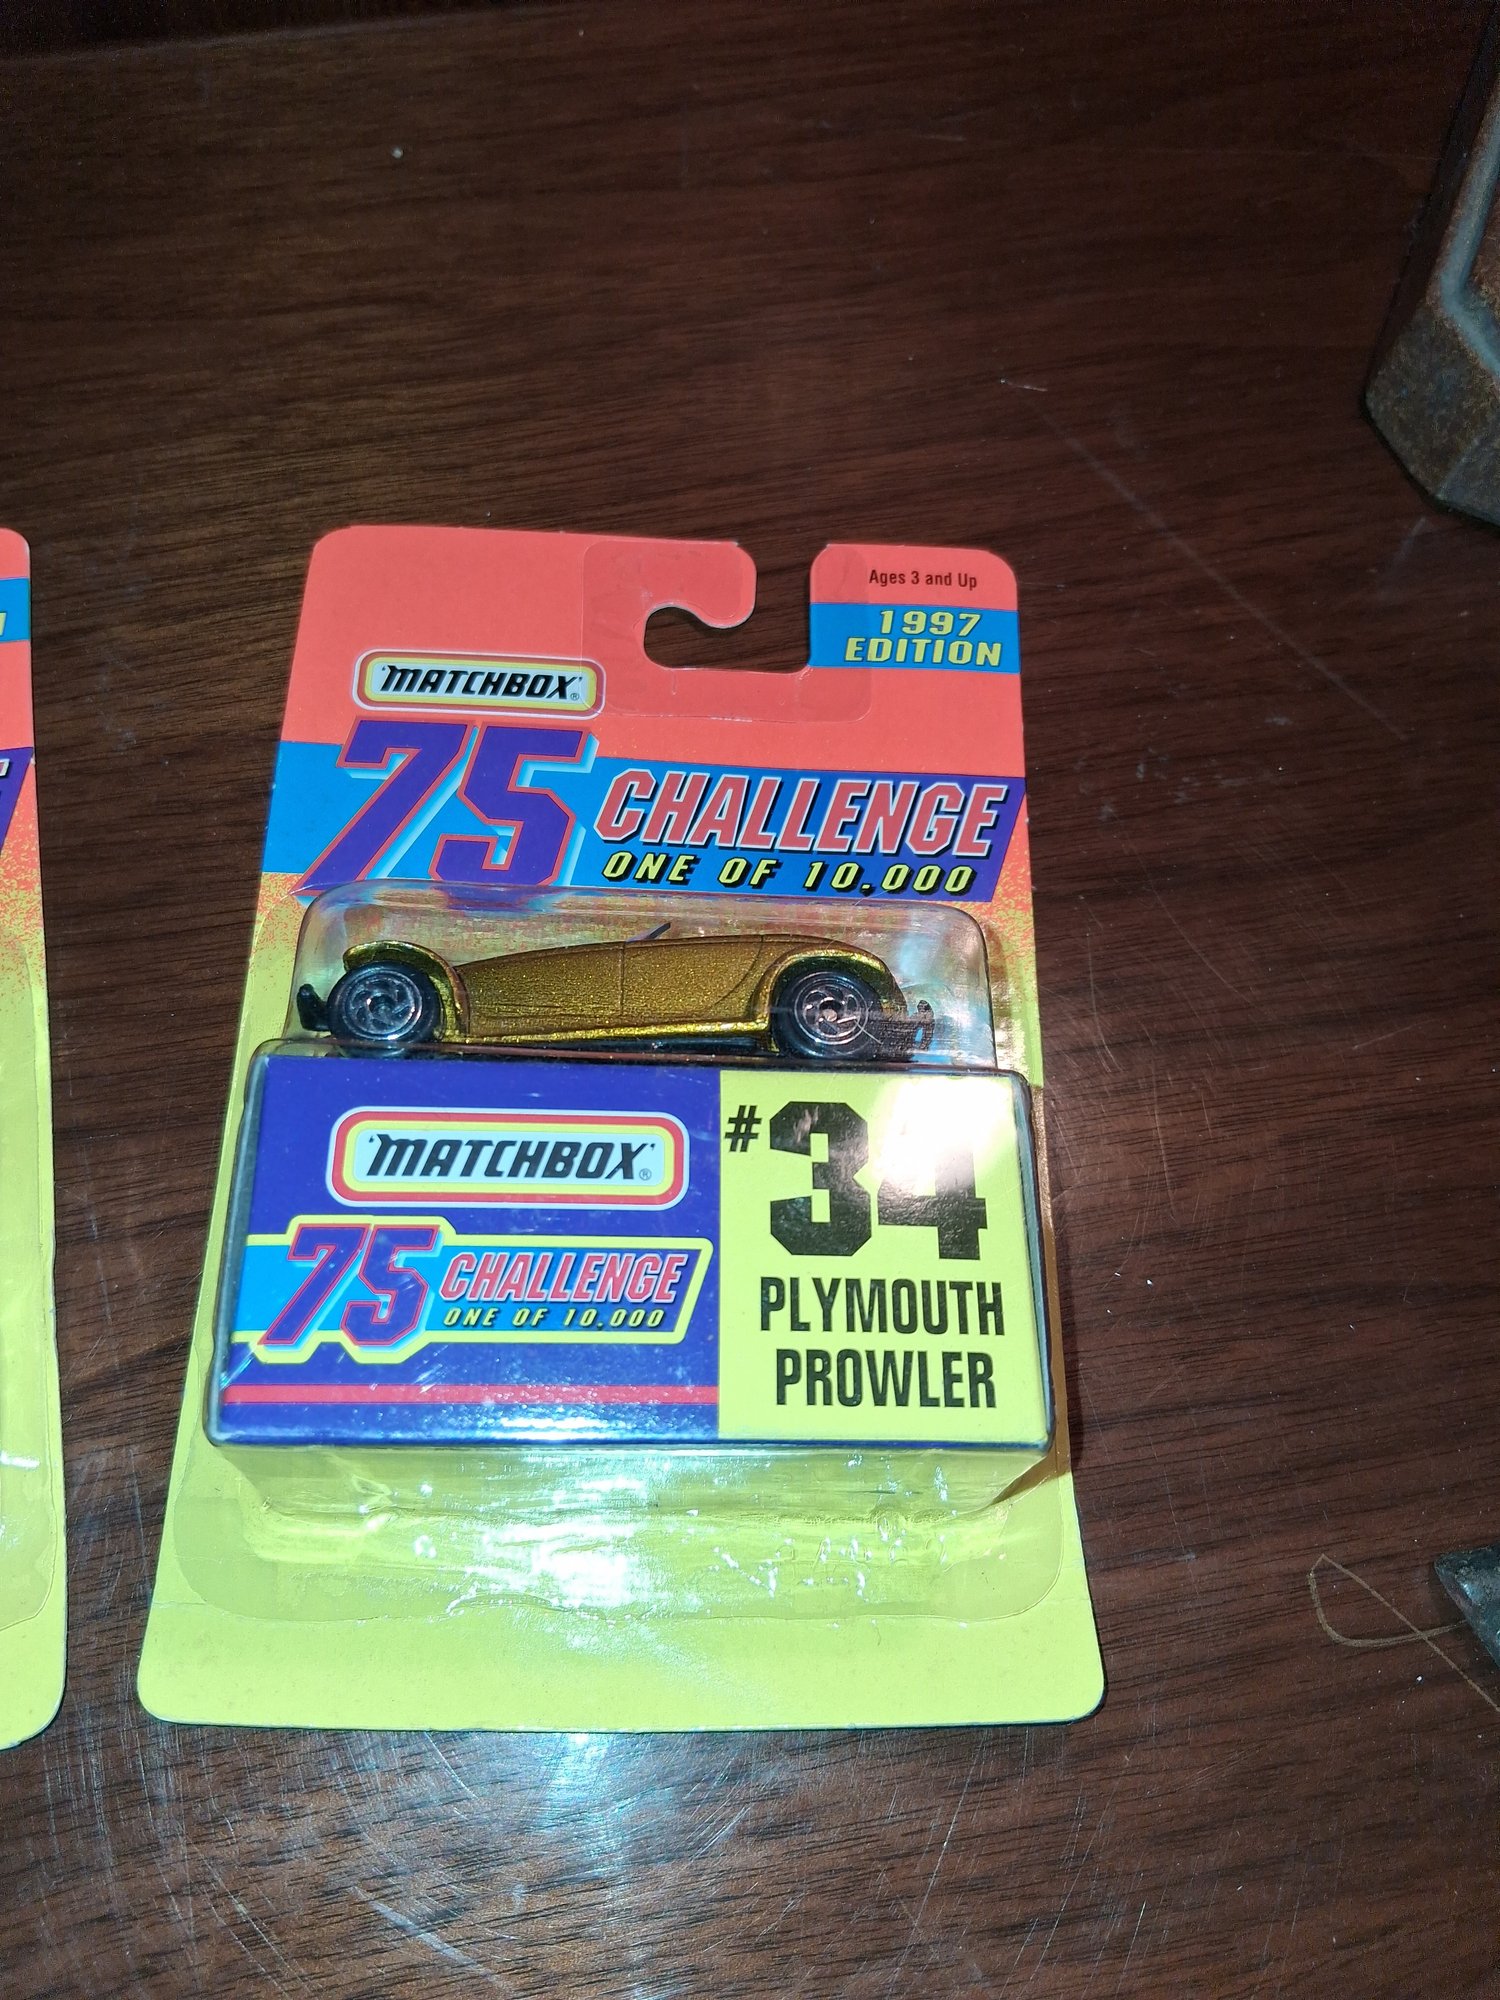 Ages 3 and Up
1997
EDITION
'MATCHBOX'®
75 CHALLENGE
ONE OF 10,000
'MATCHBOX'®
75 CHALLENGE
ONE OF 10,000
#34
PLYMOUTH
PROWLER